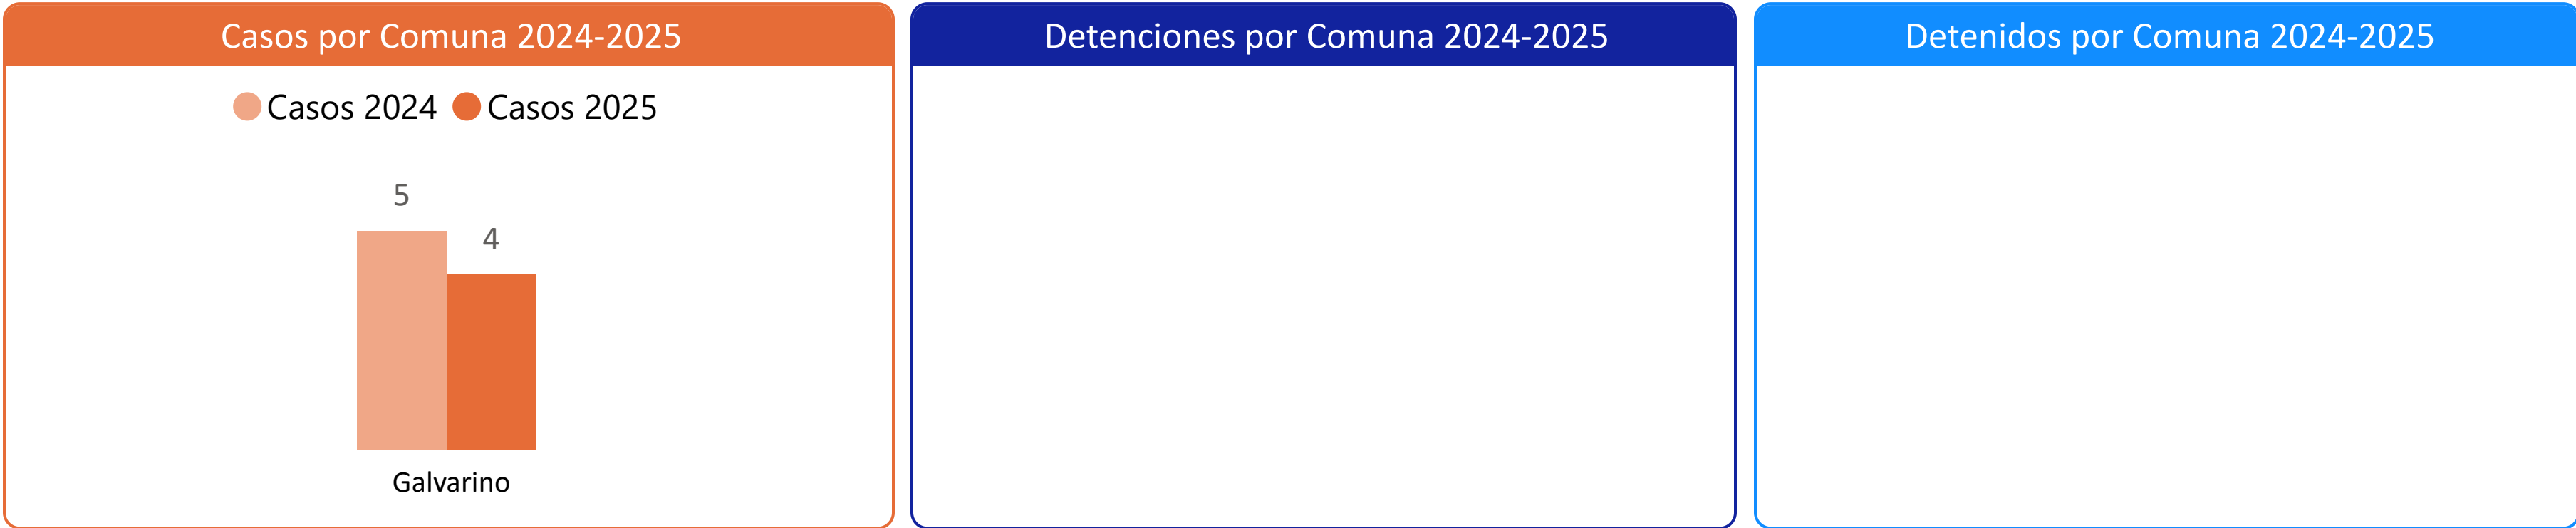 Casos por Comuna 2024-2025
Casos 2024 Casos 2025
5
4
Galvarino
Detenciones por Comuna 2024-2025
Detenidos por Comuna 2024-2025